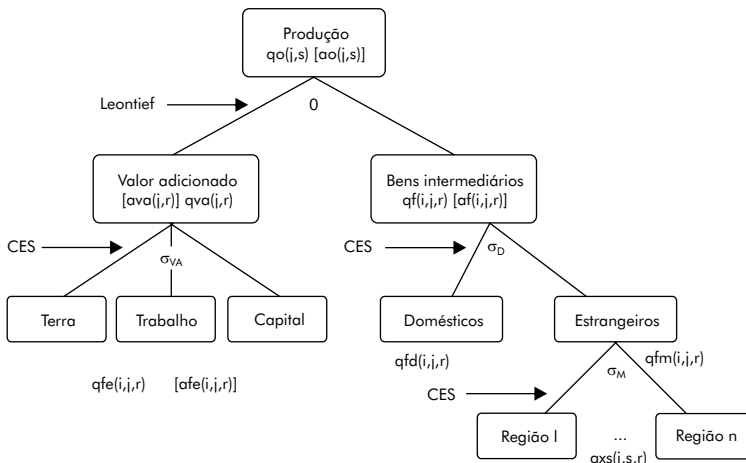 Produção
qo(j,s) [ao(j,s)]
Leontief
0
Valor adicionado
[ava(j,r)] qva(j,r)
Bens intermediários
qf(i,j,r) [af(i,j,r)]
CES
σVA
CES
σD
Terra
Trabalho
Capital
Domésticos
Estrangeiros
qfe(i,j,r)
[afe(i,j,r)]
qfd(i,j,r)
σM
qfm(i,j,r)
CES
Região l
...
Região n
qxs(i,s,r)